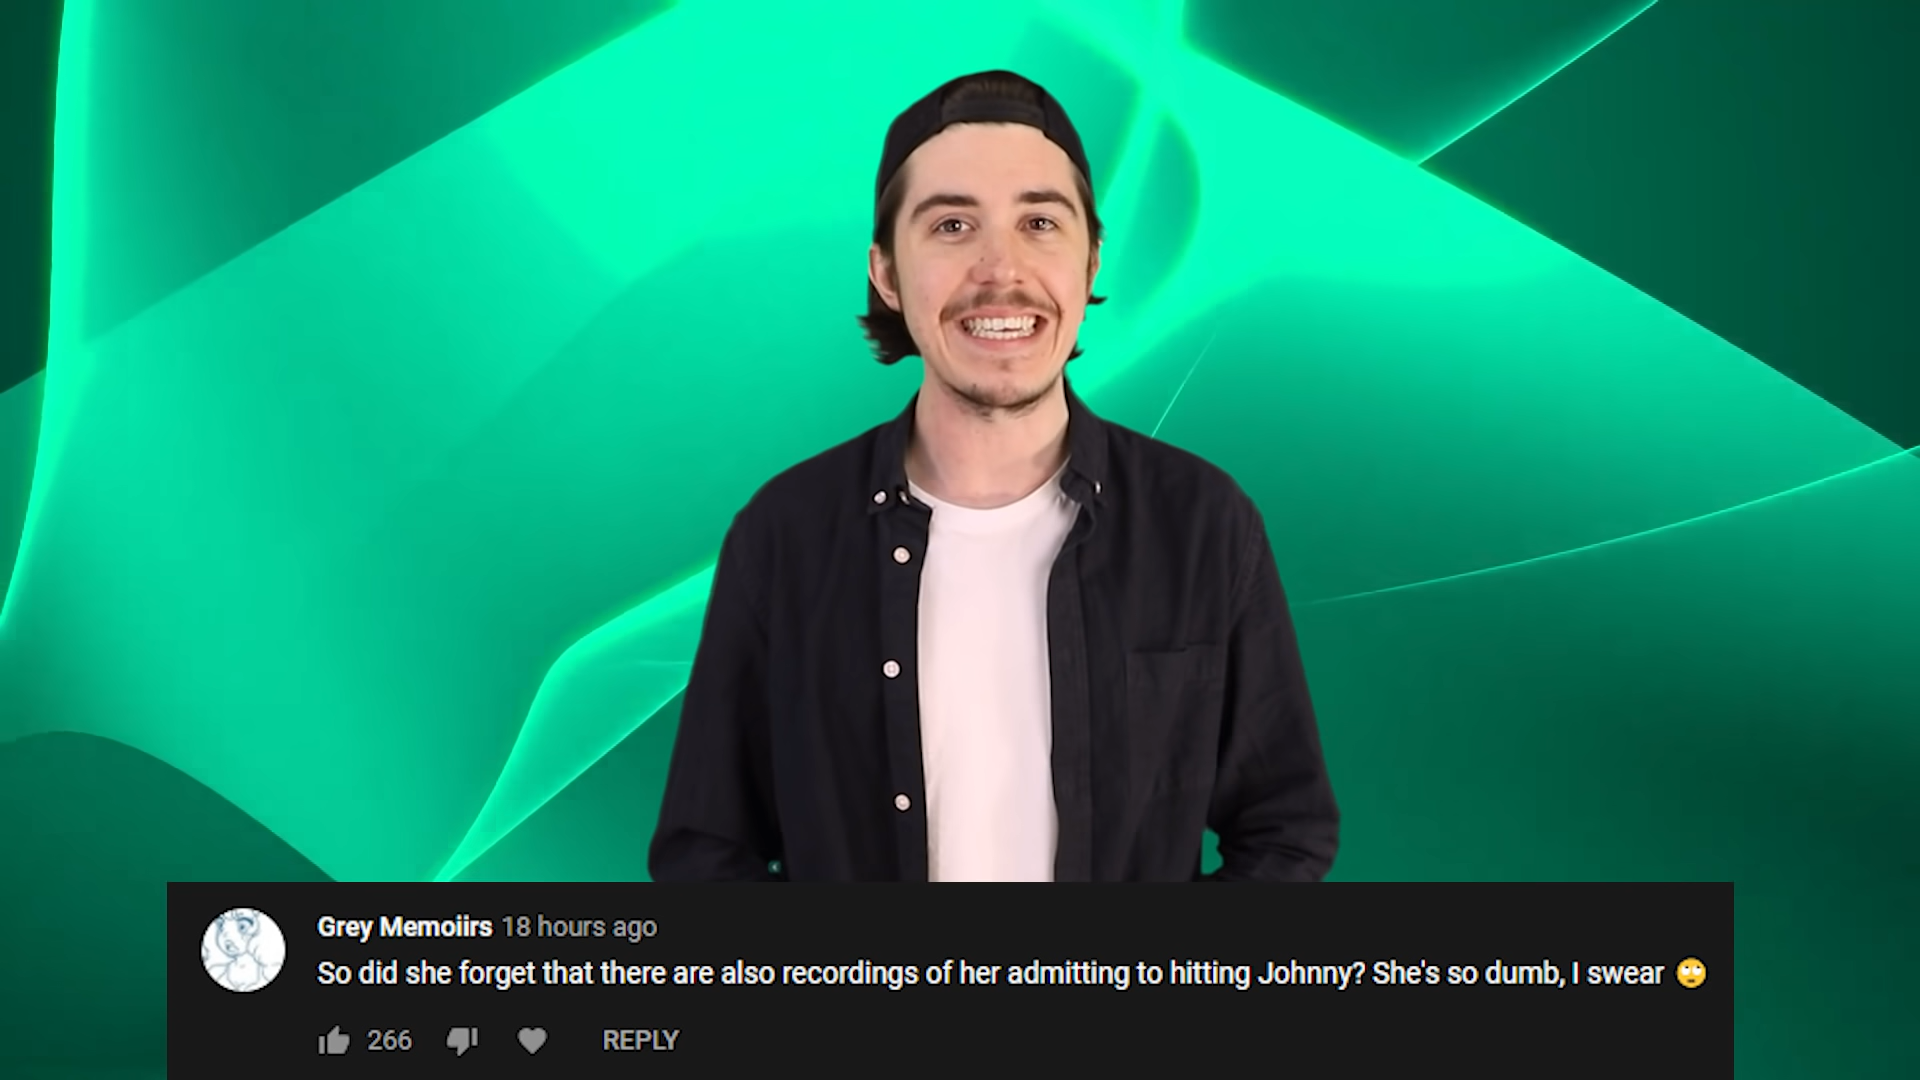 Grey Memoiirs 18 hours ago
So did she forget that there are also recordings of her admitting to hitting Johnny? She's so dumb, I swear 🙄
266 REPLY